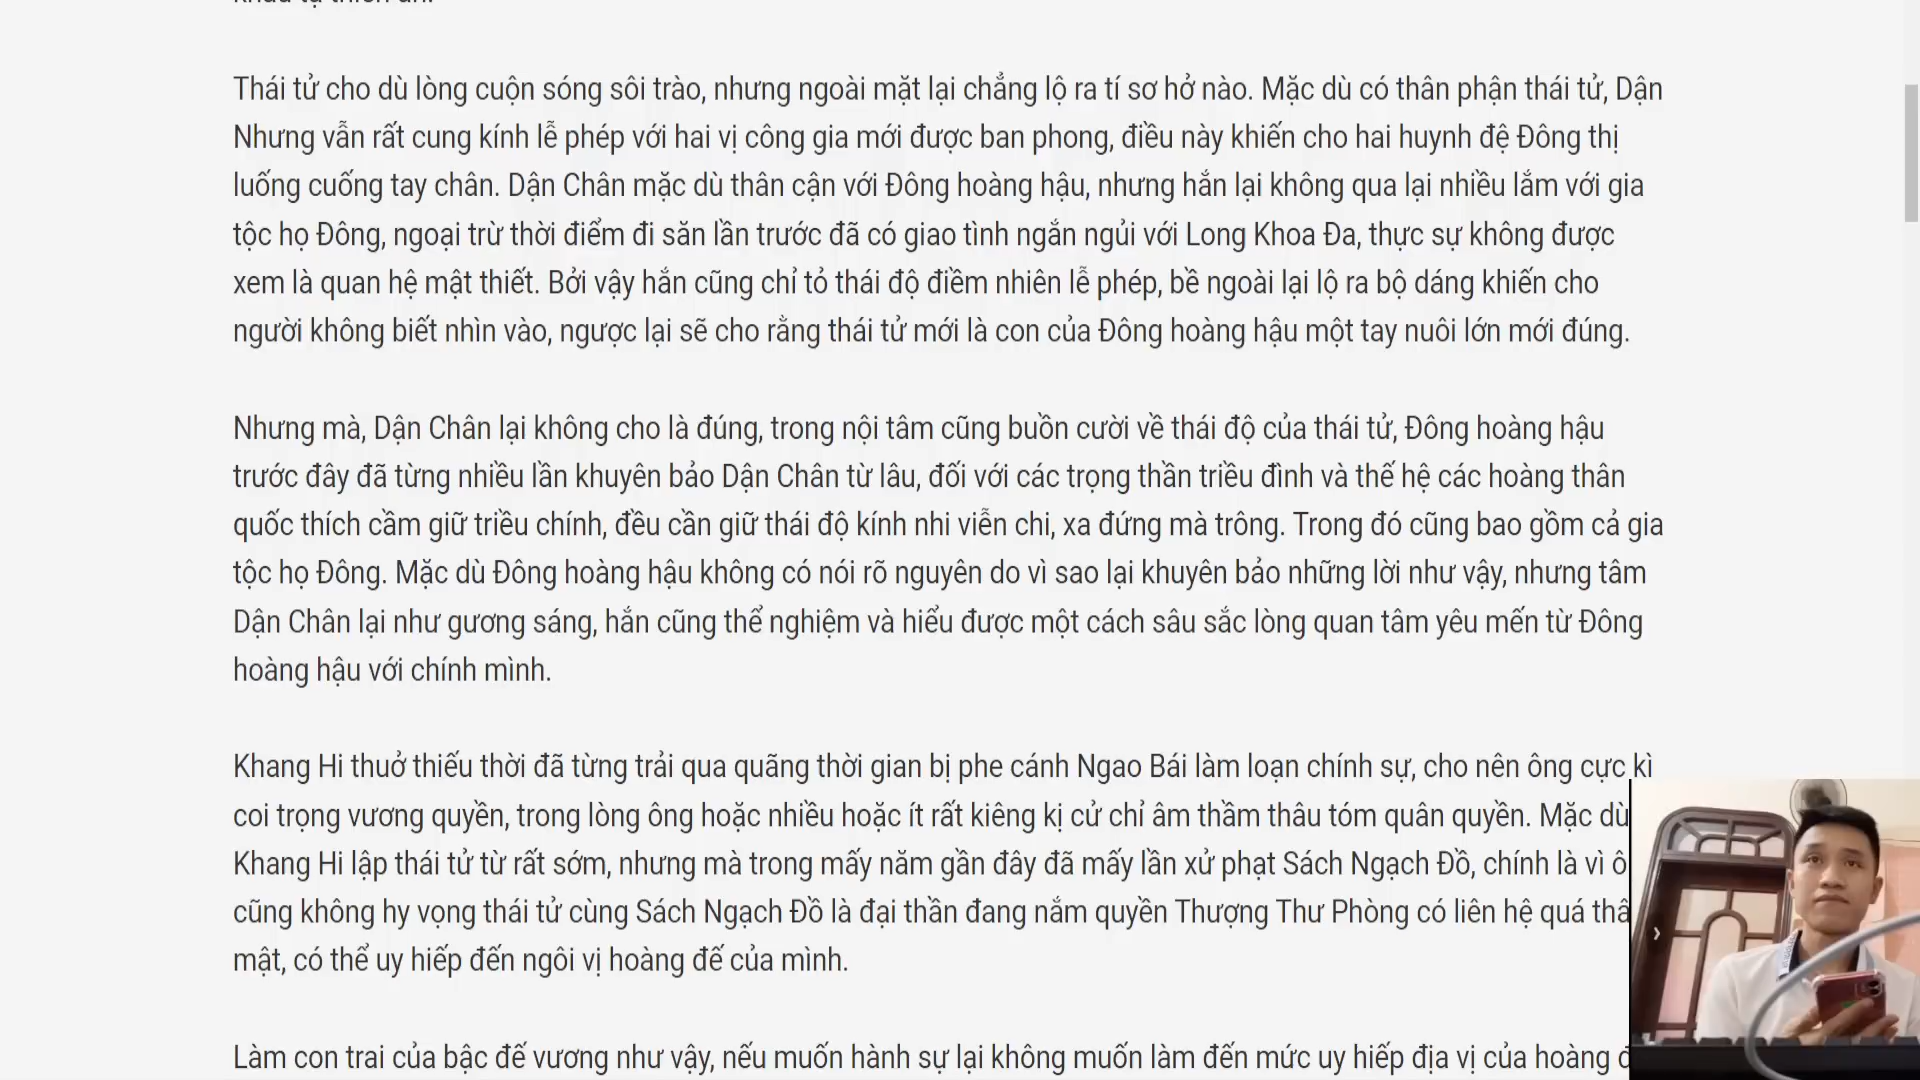 Thái tử cho dù lòng cuộn sóng sôi trào, nhưng ngoài mặt lại chẳng lộ ra tí sơ hở nào. Mặc dù có thân phận thái tử, Dận
Nhưng vẫn rất cung kính lễ phép với hai vị công gia mới được ban phong, điều này khiến cho hai huynh đệ Đông thị
luống cuống tay chân. Dận Chân mặc dù thân cận với Đông hoàng hậu, nhưng hắn lại không qua lại nhiều lắm với gia
tộc họ Đông, ngoại trừ thời điểm đi săn lần trước đã có giao tình ngắn ngủi với Long Khoa Đa, thực sự không được
xem là quan hệ mật thiết. Bởi vậy hắn cũng chỉ tỏ thái độ điềm nhiên lễ phép, bề ngoài lại lộ ra bộ dáng khiến cho
người không biết nhìn vào, ngược lại sẽ cho rằng thái tử mới là con của Đông hoàng hậu một tay nuôi lớn mới đúng.
Nhưng mà, Dận Chân lại không cho là đúng, trong nội tâm cũng buồn cười về thái độ của thái tử, Đông hoàng hậu
trước đây đã từng nhiều lần khuyên bảo Dận Chân từ lâu, đối với các trọng thần triều đình và thế hệ các hoàng thân
quốc thích cầm giữ triều chính, đều cần giữ thái độ kính nhi viễn chi, xa đứng mà trông. Trong đó cũng bao gồm cả gia
tộc họ Đông. Mặc dù Đông hoàng hậu không có nói rõ nguyên do vì sao lại khuyên bảo những lời như vậy, nhưng tâm
Dận Chân lại như gương sáng, hắn cũng thể nghiệm và hiểu được một cách sâu sắc lòng quan tâm yêu mến từ Đông
hoàng hậu với chính mình.
Khang Hi thuở thiếu thời đã từng trải qua quãng thời gian bị phe cánh Ngao Bái làm loạn chính sự, cho nên ông cực kì
coi trọng vương quyền, trong lòng ông hoặc nhiều hoặc ít rất kiêng kị cử chỉ âm thầm thâu tóm quân quyền. Mặc dù
Khang Hi lập thái tử từ rất sớm, nhưng mà trong mấy năm gần đây đã mấy lần xử phạt Sách Ngạch Đồ, chính là vì
cũng không hy vọng thái tử cùng Sách Ngạch Đồ là đại thần đang nắm quyền Thượng Thư Phòng có liên hệ quá
mật, có thể uy hiếp đến ngôi vị hoàng đế của mình.
Làm con trai của bậc đế vương như vậy, nếu muốn hành sự lại không muốn làm đến mức uy hiếp địa vị của hoàng